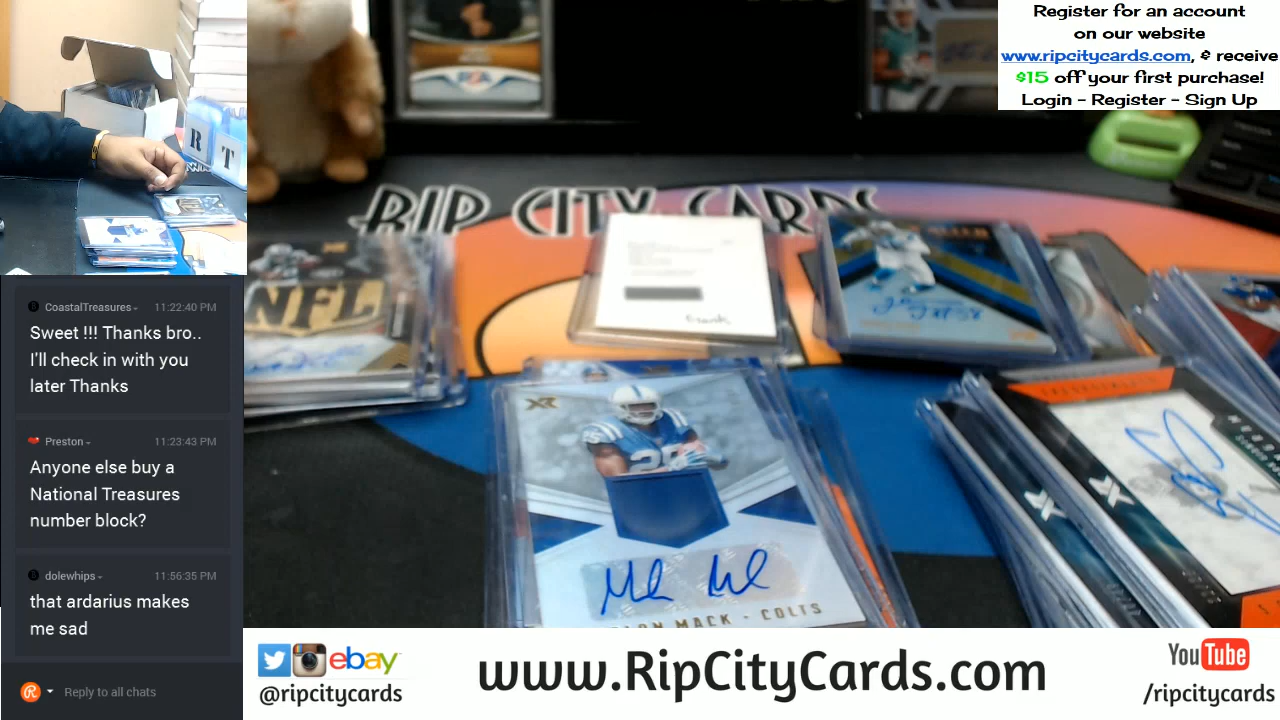 Register for an account
on our website
www.ripcitycards.com, & receive
$15 off your first purchase!
Login - Register - Sign Up
R T
RIP CITY CARDS
NFL
Frank
XR
MACK - COLTS
CoastalTreasures
11:22:40 PM
Sweet !!! Thanks bro..
I'll check in with you
later Thanks
Preston
11:23:43 PM
Anyone else buy a
National Treasures
number block?
dolewhips
11:56:35 PM
that ardarius makes
me sad
Reply to all chats
ebay
@ripcitycards
www.RipCityCards.com
YouTube
/ripcitycards